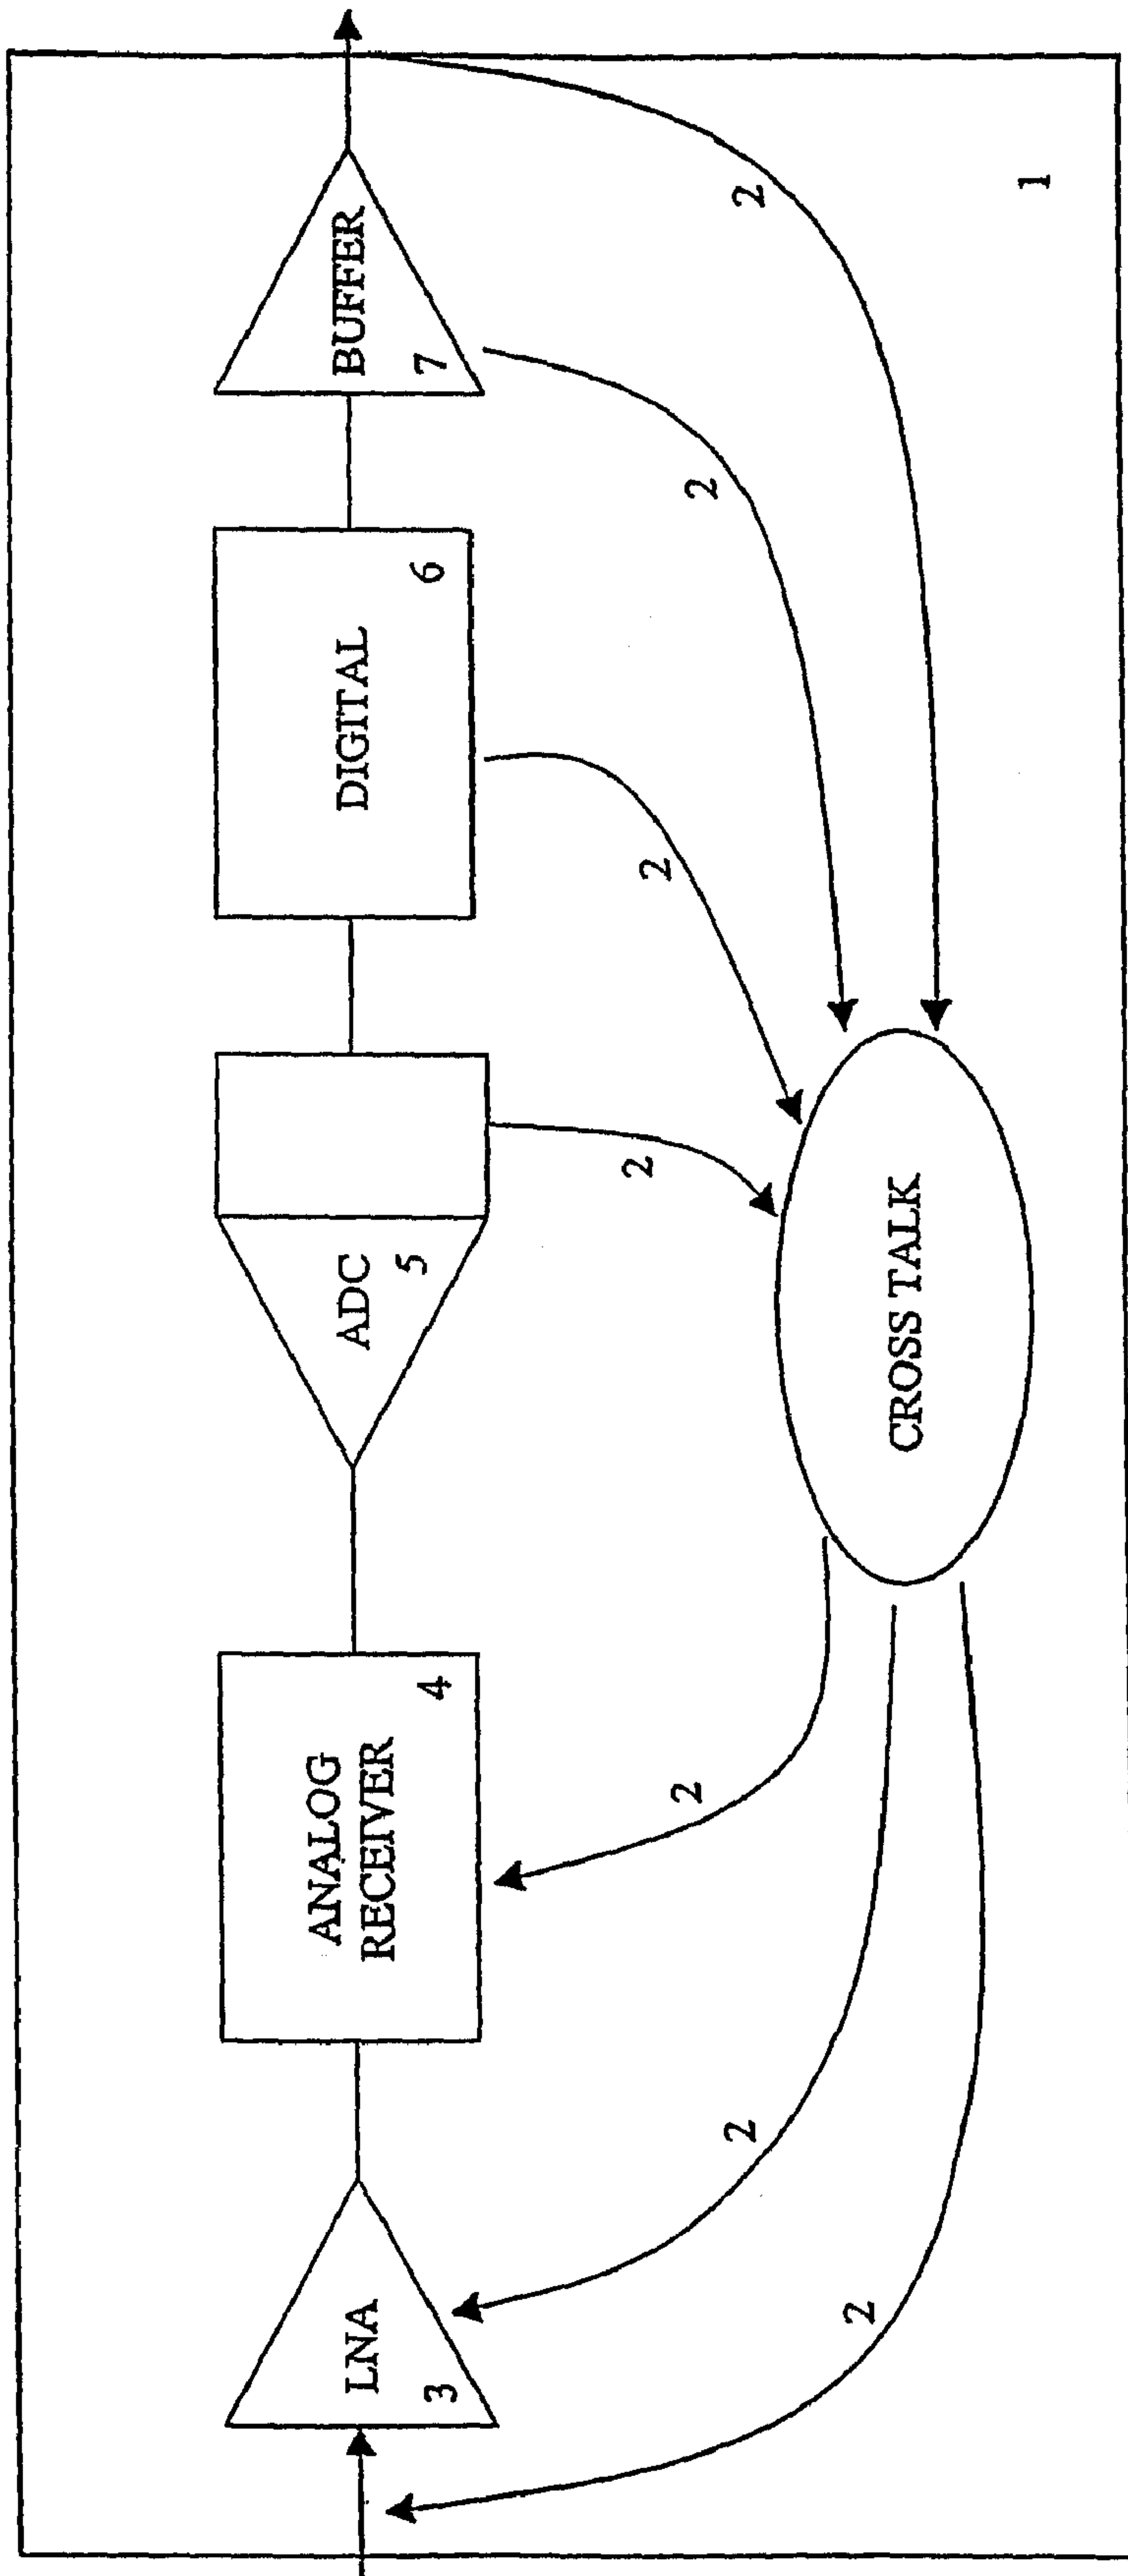 LNA
3
ANALOG
RECEIVER
4
ADC
5
DIGITAL
6
BUFFER
7
2
2
2
2
2
2
2
CROSS TALK
1